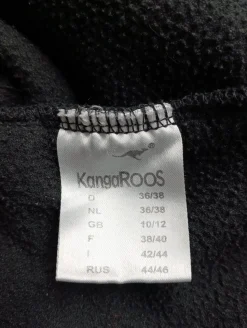 KangaROOS
D 36/38
NL 36/38
GB 10/12
F 38/40
I 42/44
RUS 44/46